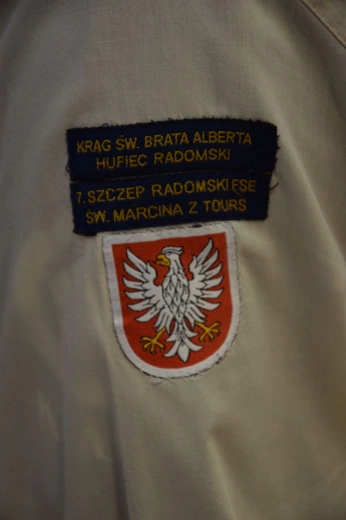 KRĄG ŚW. BRATA ALBERTA
HUFIEC RADOMSKI
7. SZCZEP RADOMSKI FSE
ŚW. MARCINA Z TOURS